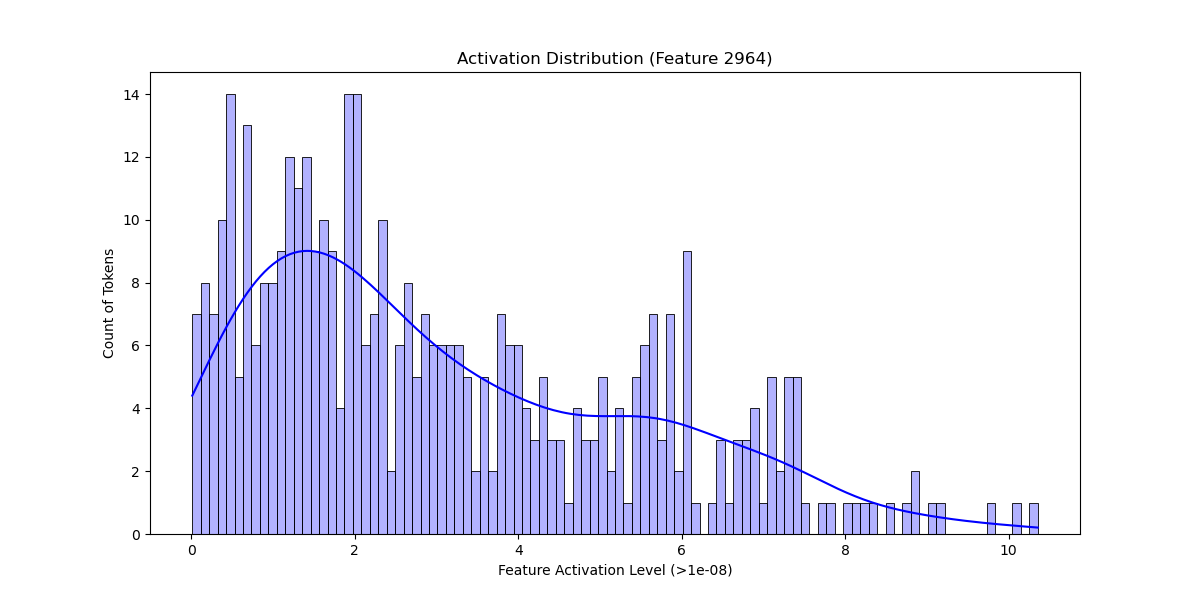 Activation Distribution (Feature 2964)
Count of Tokens
14
12
10
8
6
4
2
0
0 2 4 6 8 10
Feature Activation Level (>1e-08)